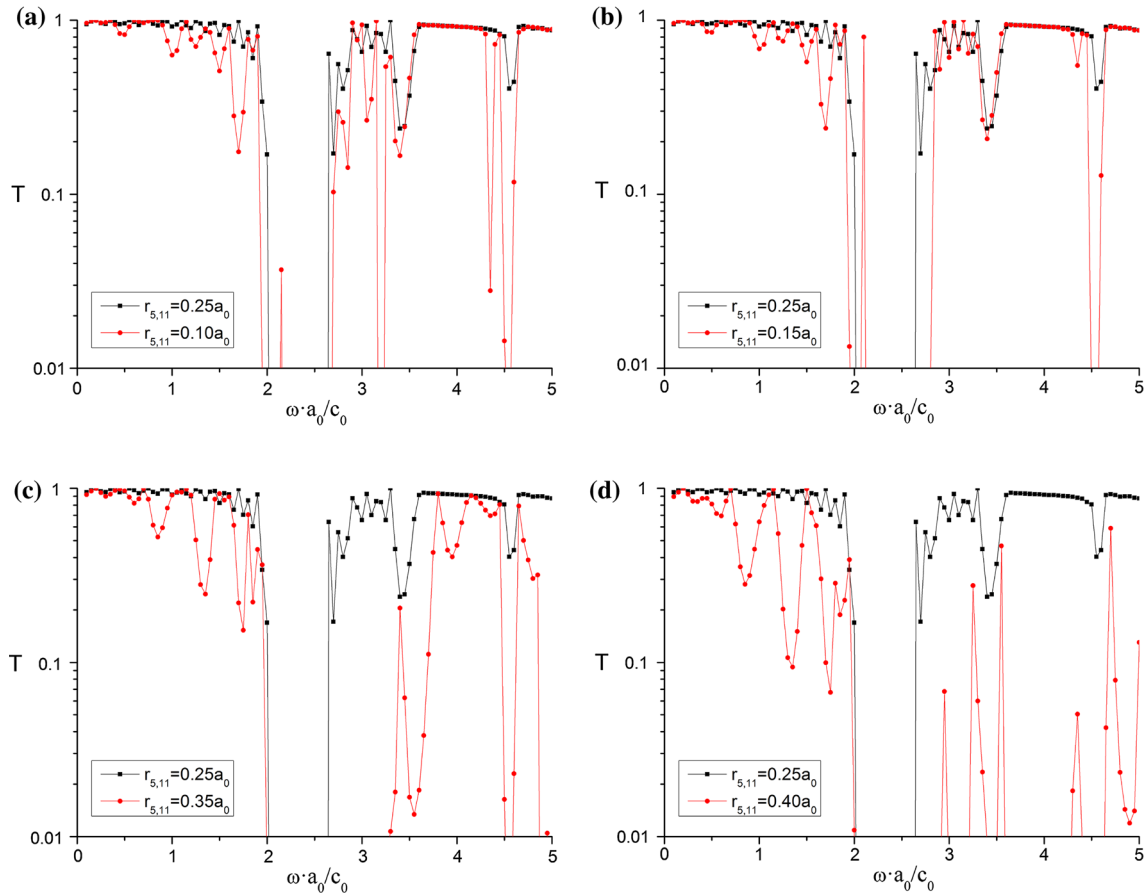 (a)
1
0.1
0.01
T
r5,11=0.25a0
r5,11=0.10a0
0 1 2 3 4 5
ω·a0/c0
(b)
1
0.1
0.01
T
r5,11=0.25a0
r5,11=0.15a0
0 1 2 3 4 5
ω·a0/c0
(c)
1
0.1
0.01
T
r5,11=0.25a0
r5,11=0.35a0
0 1 2 3 4 5
ω·a0/c0
(d)
1
0.1
0.01
T
r5,11=0.25a0
r5,11=0.40a0
0 1 2 3 4 5
ω·a0/c0